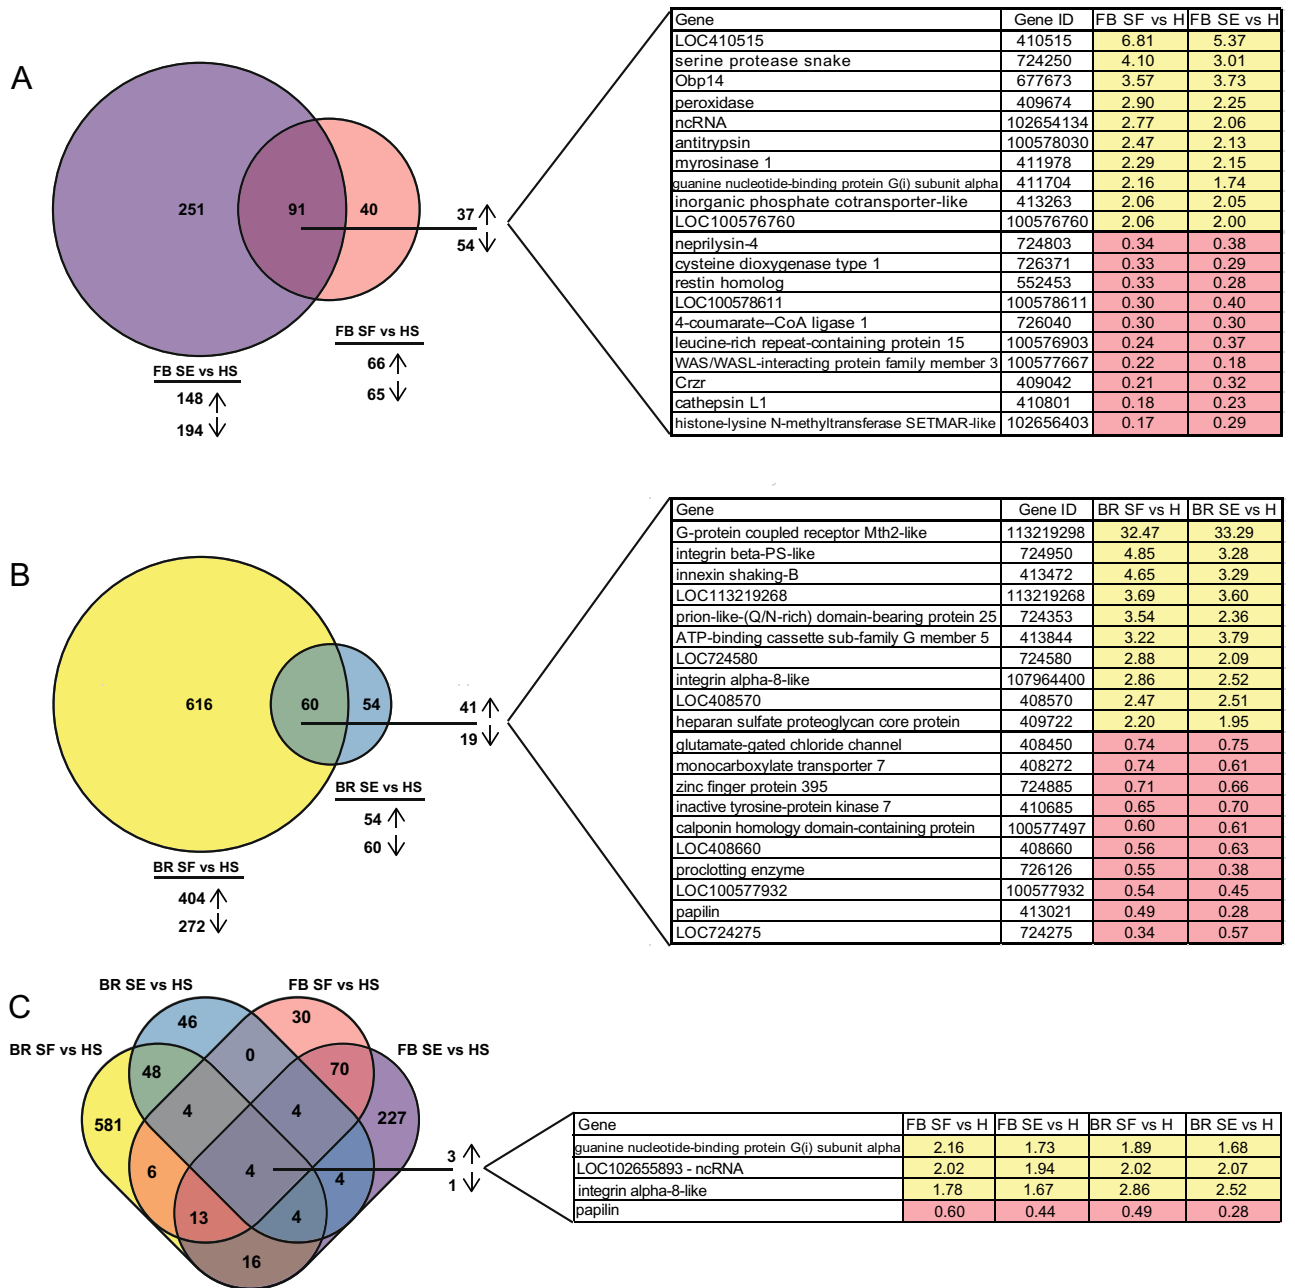 A
251
91
40
37
54
FB SF vs HS
66
65
FB SE vs HS
148
194
Gene Gene ID FB SF vs H FB SE vs H
LOC410515 410515 6.81 5.37
serine protease snake 724250 4.10 3.01
Obp14 677673 3.57 3.73
peroxidase 409674 2.90 2.25
ncRNA 102654134 2.77 2.06
antitrypsin 100578030 2.47 2.13
myrosinase 1 411978 2.29 2.15
guanine nucleotide-binding protein G(i) subunit alpha 411704 2.16 1.74
inorganic phosphate cotransporter-like 413263 2.06 2.05
LOC100576760 100576760 2.06 2.00
neprilysin-4 724803 0.34 0.38
cysteine dioxygenase type 1 726371 0.33 0.29
restin homolog 552453 0.33 0.28
LOC100578611 100578611 0.30 0.40
4-coumarate--CoA ligase 1 726040 0.30 0.30
leucine-rich repeat-containing protein 15 100576903 0.24 0.37
WAS/WASL-interacting protein family member 3 100577667 0.22 0.18
Crzr 409042 0.21 0.32
cathepsin L1 410801 0.18 0.23
histone-lysine N-methyltransferase SETMAR-like 102656403 0.17 0.29
B
616
60
54
41
19
BR SE vs HS
54
60
BR SF vs HS
404
272
Gene Gene ID BR SF vs H BR SE vs H
G-protein coupled receptor Mth2-like 113219298 32.47 33.29
integrin beta-PS-like 724950 4.85 3.28
innexin shaking-B 413472 4.65 3.29
LOC113219268 113219268 3.69 3.60
prion-like-(Q/N-rich) domain-bearing protein 25 724353 3.54 2.36
ATP-binding cassette sub-family G member 5 413844 3.22 3.79
LOC724580 724580 2.88 2.09
integrin alpha-8-like 107964400 2.86 2.52
LOC408570 408570 2.47 2.51
heparan sulfate proteoglycan core protein 409722 2.20 1.95
glutamate-gated chloride channel 408450 0.74 0.75
monocarboxylate transporter 7 408272 0.74 0.61
zinc finger protein 395 724885 0.71 0.66
inactive tyrosine-protein kinase 7 410685 0.65 0.70
calponin homology domain-containing protein 100577497 0.60 0.61
LOC408660 408660 0.56 0.63
proclotting enzyme 726126 0.55 0.38
LOC100577932 100577932 0.54 0.45
papilin 413021 0.49 0.28
LOC724275 724275 0.34 0.57
C
BR SE vs HS
FB SF vs HS
BR SF vs HS
FB SE vs HS
46
30
0
48
70
4
4
581
227
6
4
4
13
4
16
3
1
Gene FB SF vs H FB SE vs H BR SF vs H BR SE vs H
guanine nucleotide-binding protein G(i) subunit alpha 2.16 1.73 1.89 1.68
LOC102655893 - ncRNA 2.02 1.94 2.02 2.07
integrin alpha-8-like 1.78 1.67 2.86 2.52
papilin 0.60 0.44 0.49 0.28